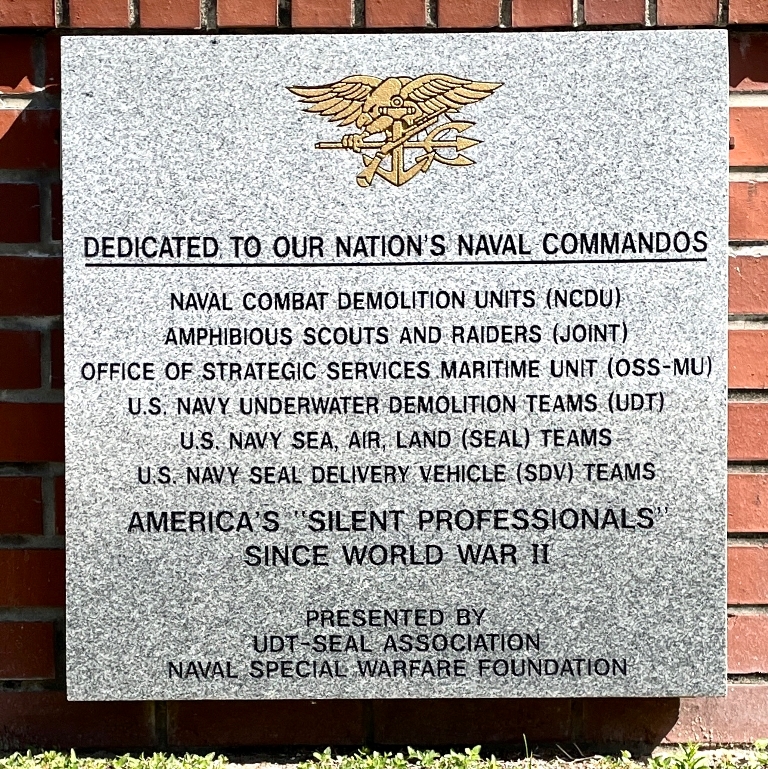 DEDICATED TO OUR NATION'S NAVAL COMMANDOS
NAVAL COMBAT DEMOLITION UNITS (NCDU)
AMPHIBIOUS SCOUTS AND RAIDERS (JOINT)
OFFICE OF STRATEGIC SERVICES MARITIME UNIT (OSS-MU)
U.S. NAVY UNDERWATER DEMOLITION TEAMS (UDT)
U.S. NAVY SEA, AIR, LAND (SEAL) TEAMS
U.S. NAVY SEAL DELIVERY VEHICLE (SDV) TEAMS
AMERICA'S "SILENT PROFESSIONALS"
SINCE WORLD WAR II
PRESENTED BY
UDT-SEAL ASSOCIATION
NAVAL SPECIAL WARFARE FOUNDATION